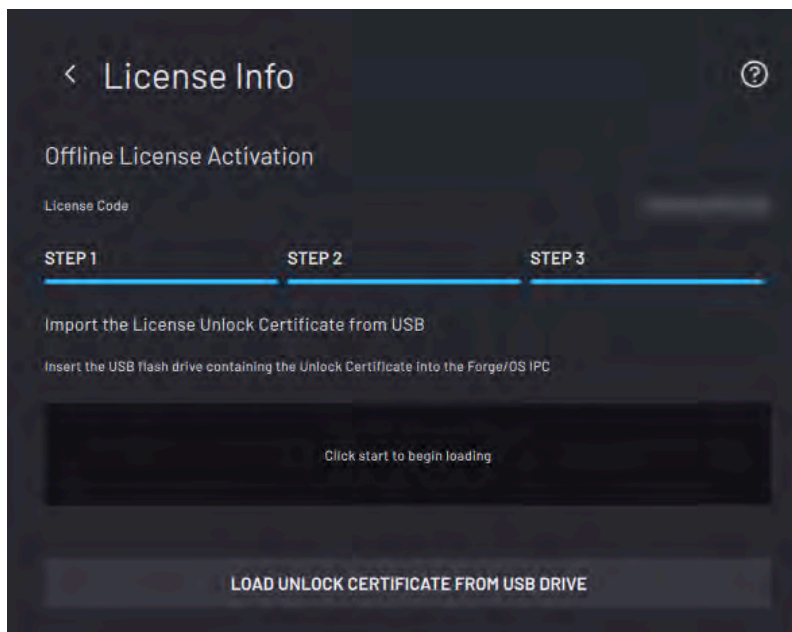 License Info
Offline License Activation
License Code
STEP 1 STEP 2 STEP 3
Import the License Unlock Certificate from USB
Insert the USB flash drive containing the Unlock Certificate into the Forge/OS IPC
Click start to begin loading
LOAD UNLOCK CERTIFICATE FROM USB DRIVE